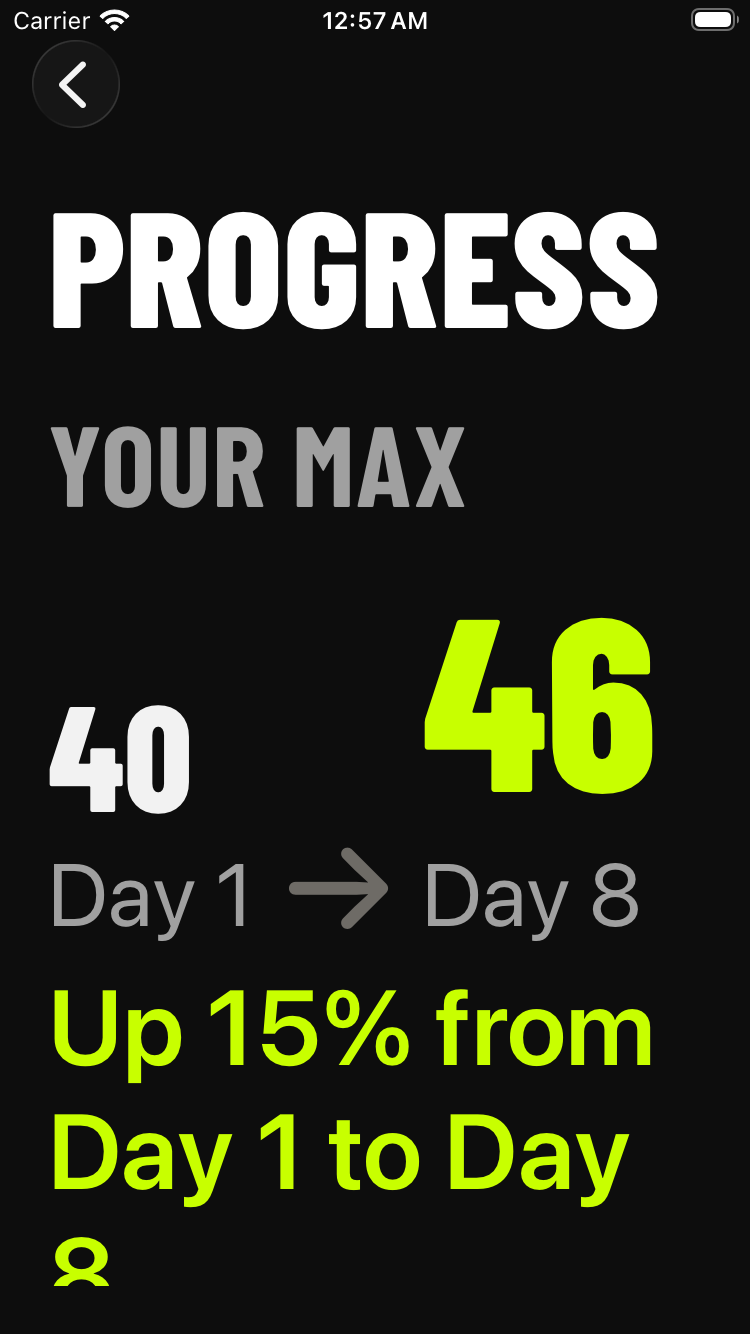 Carrier 12:57 AM
PROGRESS
YOUR MAX
40 46
Day 1 Day 8
Up 15% from
Day 1 to Day
8